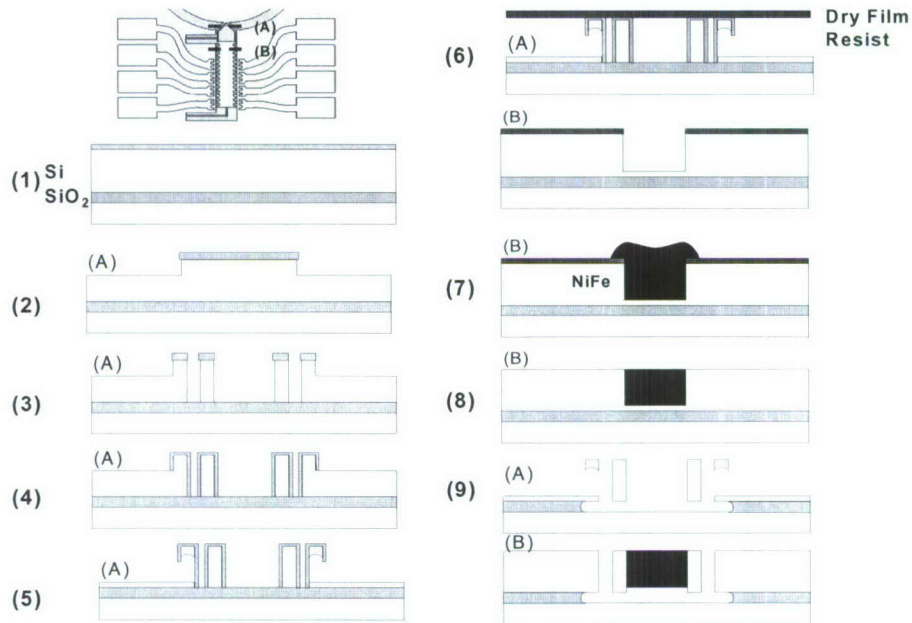 (A)
(B)
(1) Si
SiO2
(A)
(2)
(A)
(3)
(A)
(4)
(A)
(5)
Dry Film
Resist
(A)
(6)
(B)
(B)
NiFe
(7)
(B)
(8)
(A)
(9)
(B)